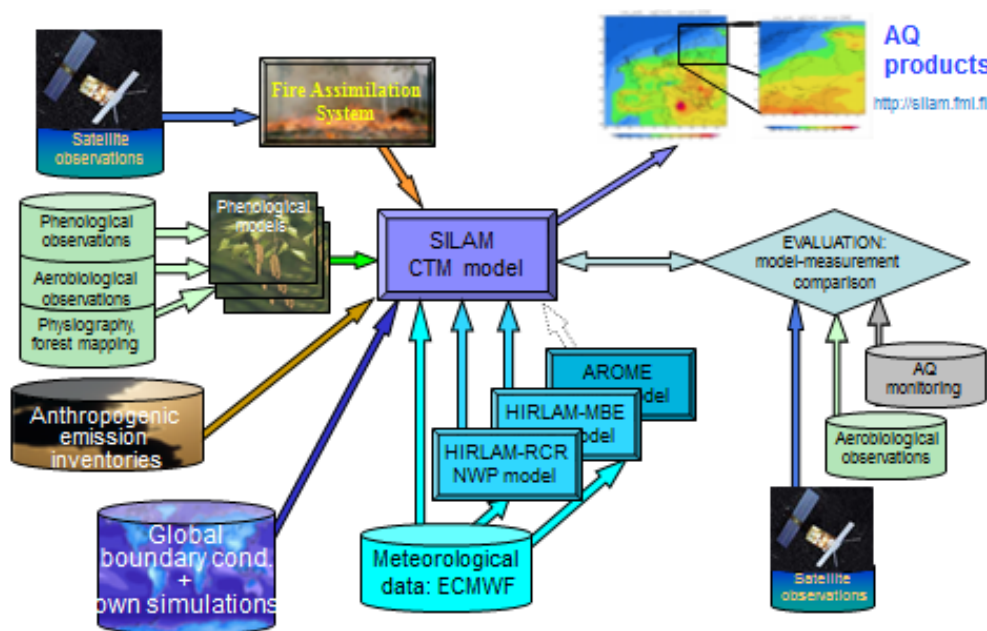 AQ
products
http://silam.fmi.fi
Satellite
observations
Fire Assimilation
System
Phenological
observations
Aerobiological
observations
Physiography,
forest mapping
Phenological
models
SILAM
CTM model
EVALUATION:
model-measurement
comparison
AROME
HIRLAM-MBE
HIRLAM-RCR
NWP model
AQ
monitoring
Aerobiological
observations
Anthropogenic
emission
inventories
Global
boundary cond.
+
own simulations
Meteorological
data: ECMWF
Satellite
observations